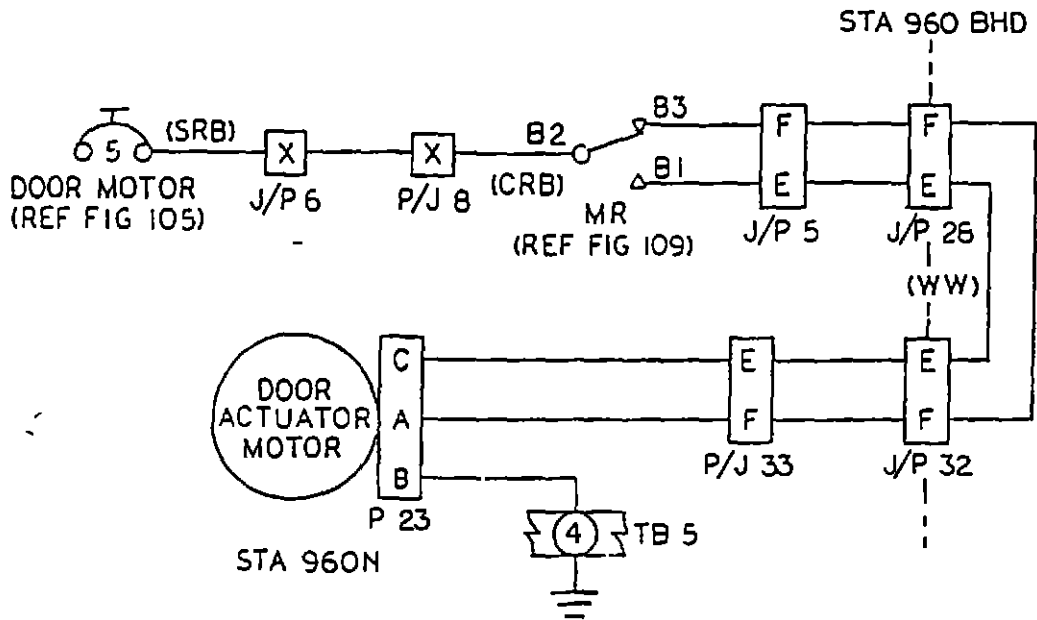 STA 960 BHD
5
(SRB)
X
X
B2
B3
B1
F
F
E
E
(CRB)
DOOR MOTOR
(REF FIG 105)
J/P 6
P/J 8
MR
(REF FIG 109)
J/P 5
J/P 26
(WW)
DOOR
ACTUATOR
MOTOR
C
A
B
E
F
E
F
P/J 33
J/P 32
P 23
4
TB 5
STA 960N